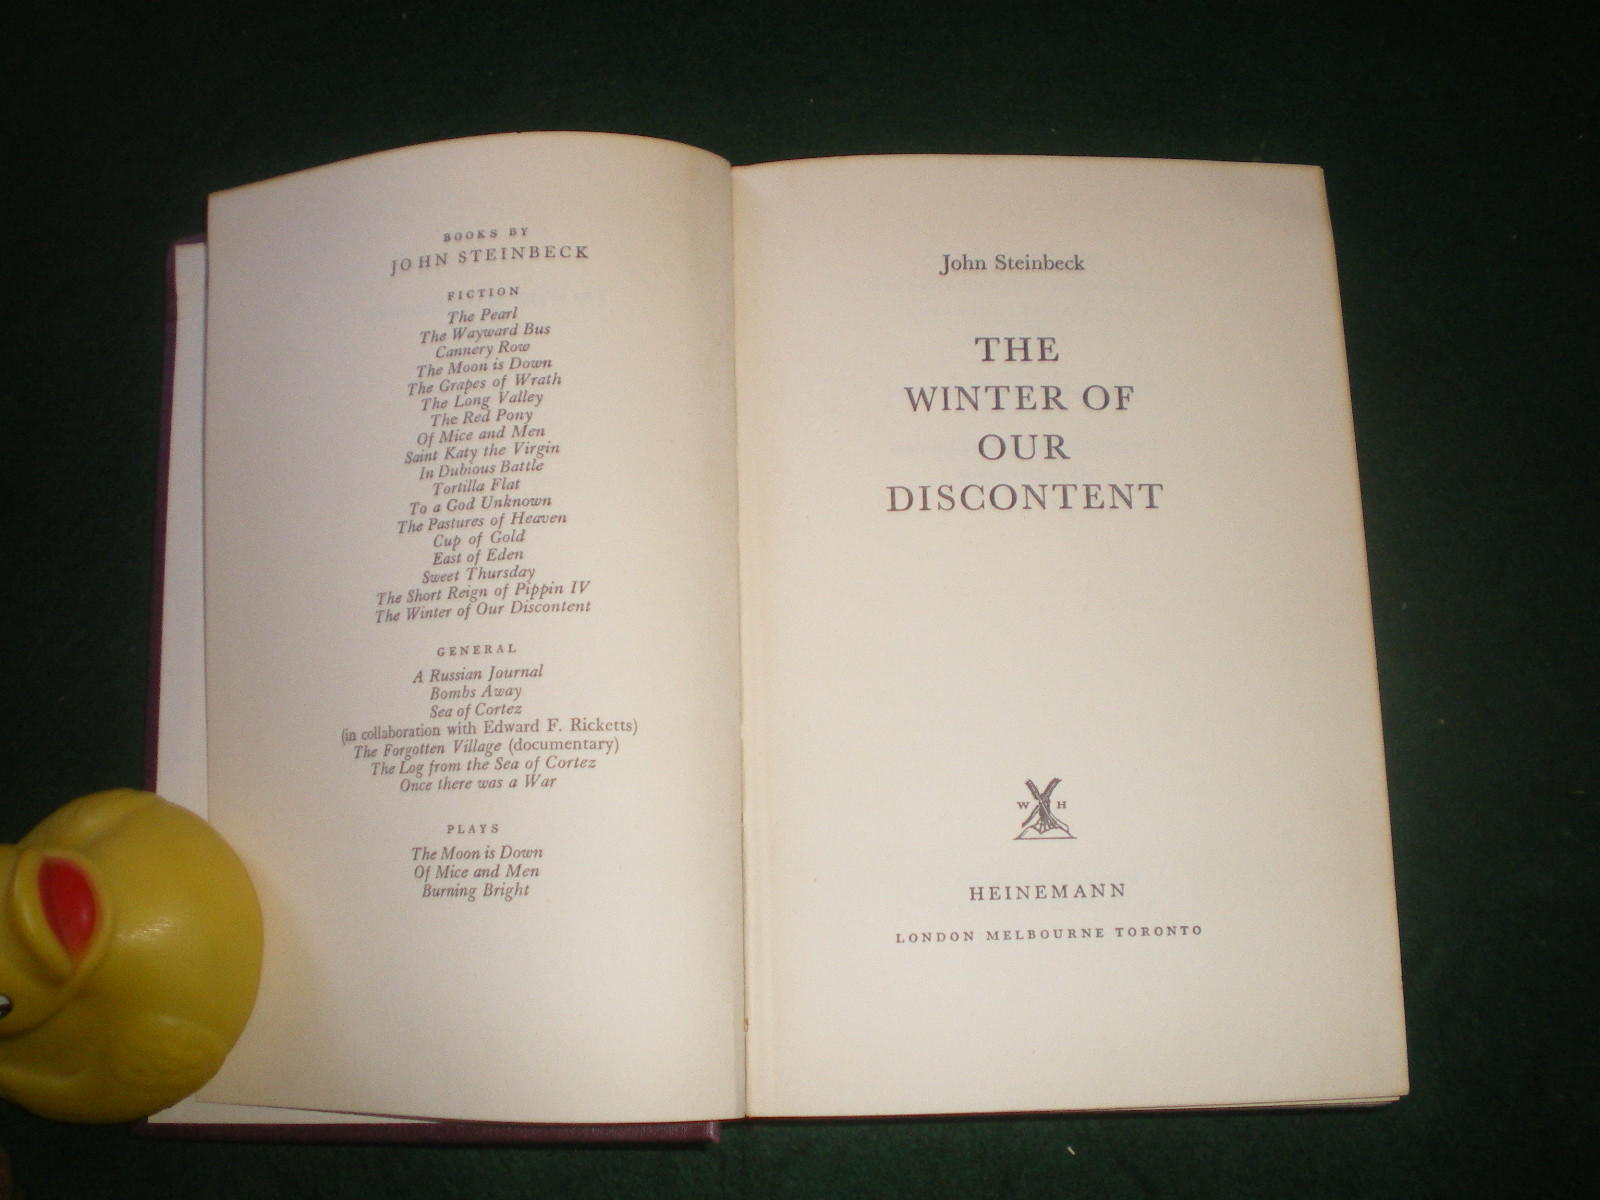 BOOKS BY
JOHN STEINBECK
FICTION
The Pearl
The Wayward Bus
Cannery Row
The Moon is Down
The Grapes of Wrath
The Long Valley
The Red Pony
Of Mice and Men
Saint Katy the Virgin
In Dubious Battle
Tortilla Flat
To a God Unknown
The Pastures of Heaven
Cup of Gold
East of Eden
Sweet Thursday
The Short Reign of Pippin IV
The Winter of Our Discontent
GENERAL
A Russian Journal
Bombs Away
Sea of Cortez
(in collaboration with Edward F. Ricketts)
The Forgotten Village (documentary)
The Log from the Sea of Cortez
Once there was a War
PLAYS
The Moon is Down
Of Mice and Men
Burning Bright
John Steinbeck
THE
WINTER OF
OUR
DISCONTENT
W H
HEINEMANN
LONDON MELBOURNE TORONTO